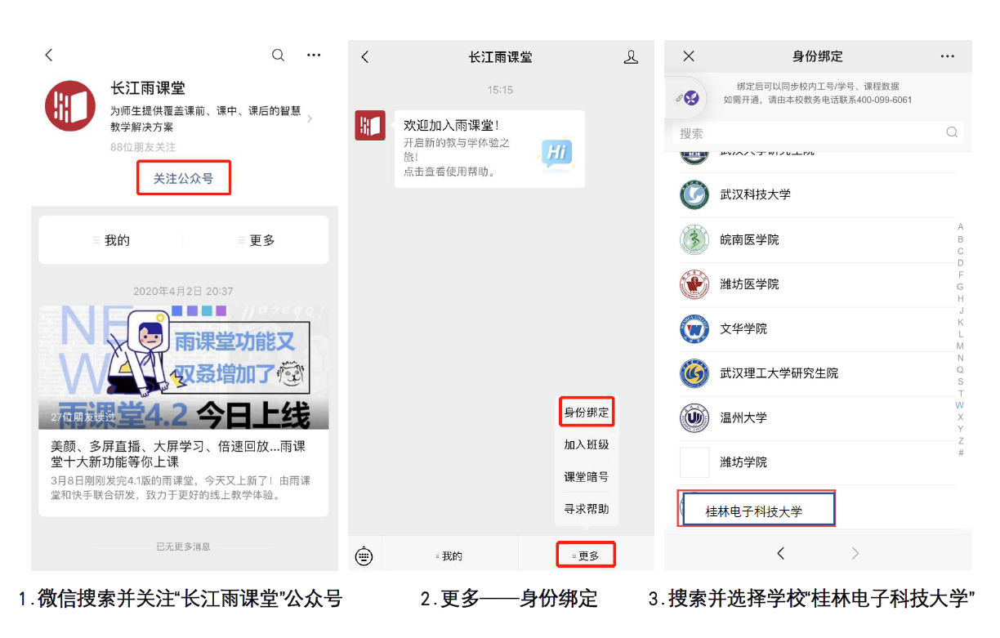 长江雨课堂
为师生提供覆盖课前、课中、课后的智慧
教学解决方案
88位朋友关注
关注公众号
我的
更多
2020年4月2日 20:37
NEW
雨课堂功能又
双叒增加了
雨课堂4.2 今日上线
27位朋友读过
美颜、多屏直播、大屏学习、倍速回放...雨课
堂十大新功能等你上课
3月8日刚刚发完4.1版的雨课堂，今天又上新了！由雨课
堂和快手联合研发，致力于更好的线上教学体验。
已无更多消息
1.微信搜索并关注“长江雨课堂”公众号
长江雨课堂
15:15
欢迎加入雨课堂！
开启新的教与学体验之
旅！
点击查看使用帮助。
Hi
身份绑定
加入班级
课堂暗号
寻求帮助
我的
更多
2.更多——身份绑定
身份绑定
绑定后可以同步校内工号/学号、课程数据
如需开通，请由本校教务电话联系400-099-6061
搜索
武汉大学研究生院
武汉科技大学
皖南医学院
潍坊医学院
文华学院
武汉理工大学研究生院
温州大学
潍坊学院
桂林电子科技大学
A
B
C
D
F
G
H
J
K
L
M
N
Q
S
T
W
X
Y
Z
#
3.搜索并选择学校“桂林电子科技大学”